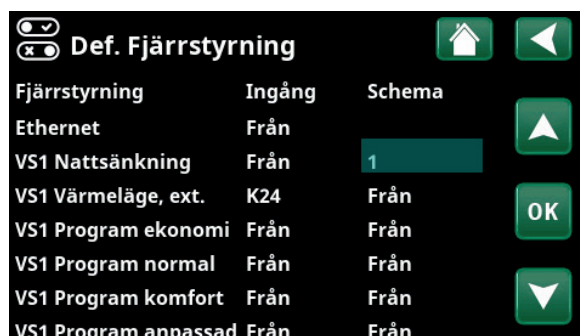 Def. Fjärrstyrning
Fjärrstyrning Ingång Schema
Ethernet Från
VS1 Nattsänkning Från 1
VS1 Värmeläge, ext. K24 Från
OK
VS1 Program ekonomi Från Från
VS1 Program normal Från Från
VS1 Program komfort Från Från
VS1 Program anpassad Från Från